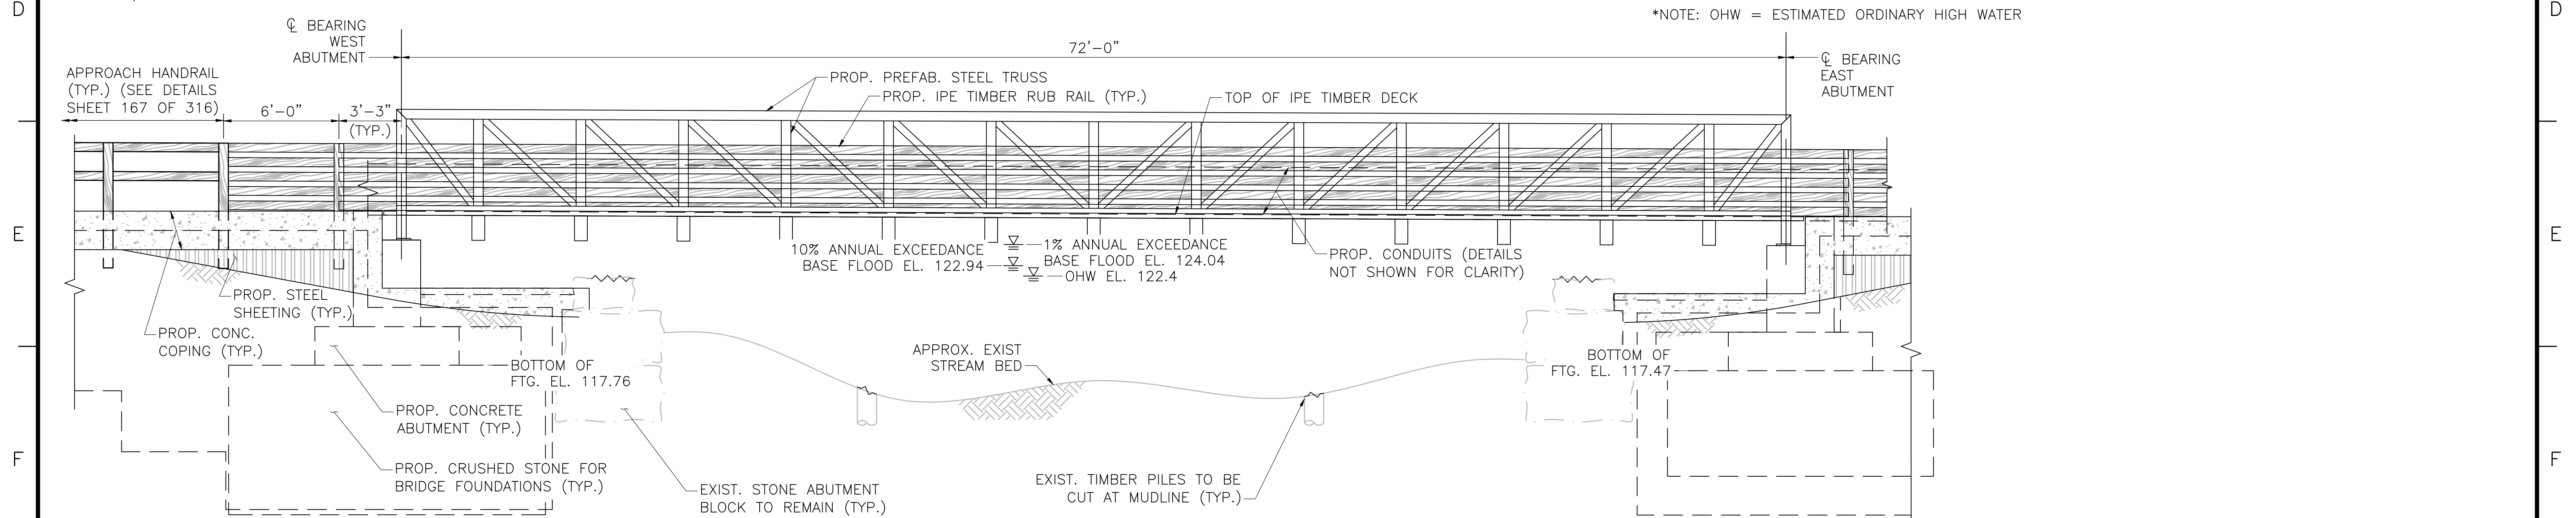 D
D
*NOTE: OHW = ESTIMATED ORDINARY HIGH WATER
℄ BEARING
WEST
ABUTMENT
72'-0"
℄ BEARING
EAST
ABUTMENT
APPROACH HANDRAIL
(TYP.) (SEE DETAILS
SHEET 167 OF 316)
6'-0"
3'-3"
(TYP.)
PROP. PREFAB. STEEL TRUSS
PROP. IPE TIMBER RUB RAIL (TYP.)
TOP OF IPE TIMBER DECK
E
E
10% ANNUAL EXCEEDANCE
BASE FLOOD EL. 122.94
1% ANNUAL EXCEEDANCE
BASE FLOOD EL. 124.04
OHW EL. 122.4
PROP. CONDUITS (DETAILS
NOT SHOWN FOR CLARITY)
PROP. STEEL
SHEETING (TYP.)
PROP. CONC.
COPING (TYP.)
BOTTOM OF
FTG. EL. 117.76
APPROX. EXIST
STREAM BED
BOTTOM OF
FTG. EL. 117.47
PROP. CONCRETE
ABUTMENT (TYP.)
F
F
PROP. CRUSHED STONE FOR
BRIDGE FOUNDATIONS (TYP.)
EXIST. STONE ABUTMENT
BLOCK TO REMAIN (TYP.)
EXIST. TIMBER PILES TO BE
CUT AT MUDLINE (TYP.)